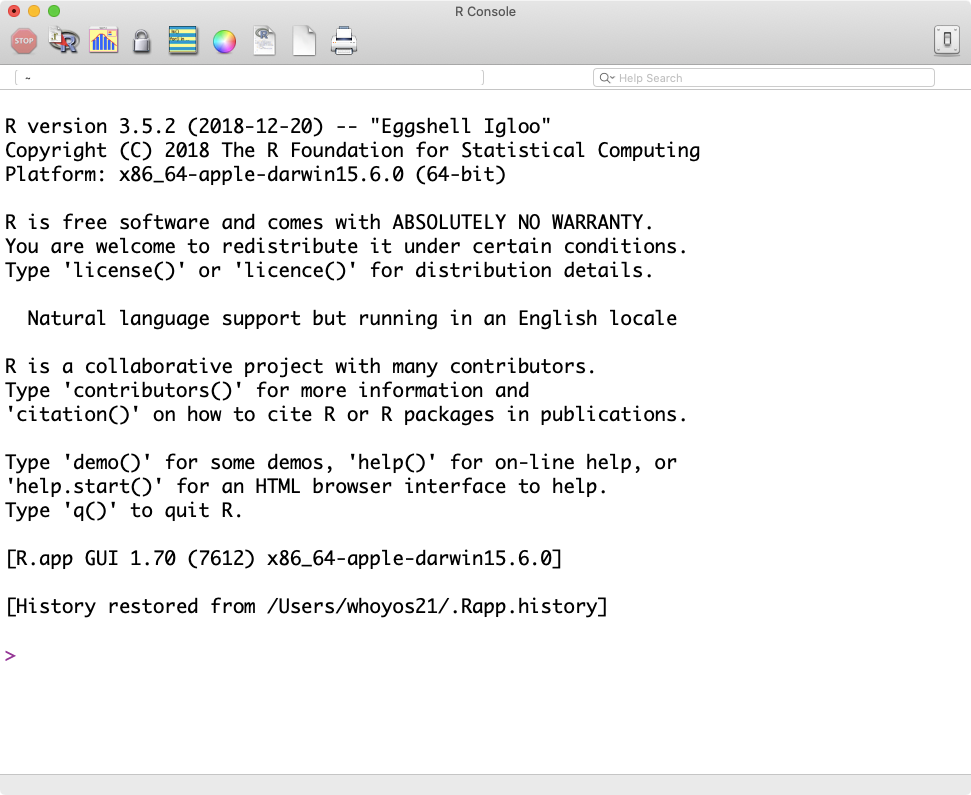 R Console
STOP
R
R
~
Help Search
R version 3.5.2 (2018-12-20) -- "Eggshell Igloo"
Copyright (C) 2018 The R Foundation for Statistical Computing
Platform: x86_64-apple-darwin15.6.0 (64-bit)
R is free software and comes with ABSOLUTELY NO WARRANTY.
You are welcome to redistribute it under certain conditions.
Type 'license()' or 'licence()' for distribution details.
Natural language support but running in an English locale
R is a collaborative project with many contributors.
Type 'contributors()' for more information and
'citation()' on how to cite R or R packages in publications.
Type 'demo()' for some demos, 'help()' for on-line help, or
'help.start()' for an HTML browser interface to help.
Type 'q()' to quit R.
[R.app GUI 1.70 (7612) x86_64-apple-darwin15.6.0]
[History restored from /Users/whoyos21/.Rapp.history]
>